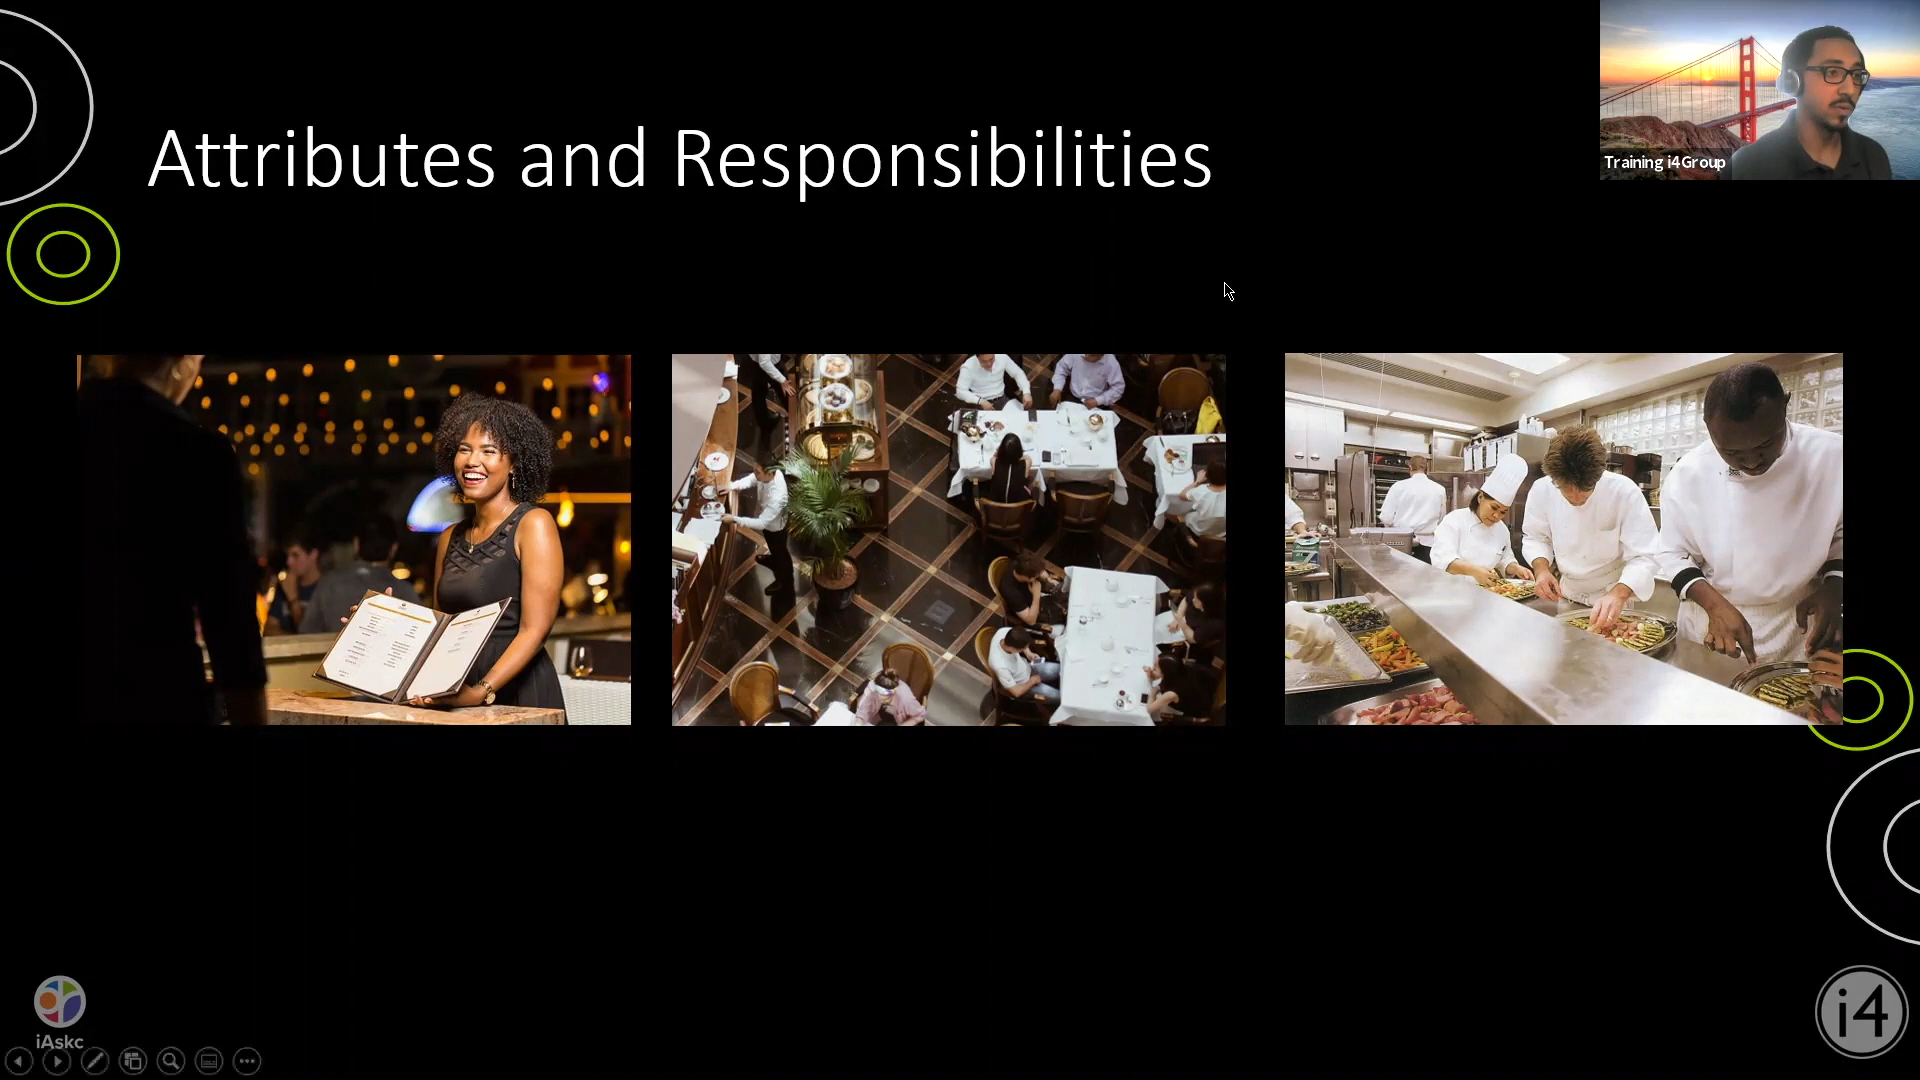 Attributes and Responsibilities
Training i4Group
iAskc
i4